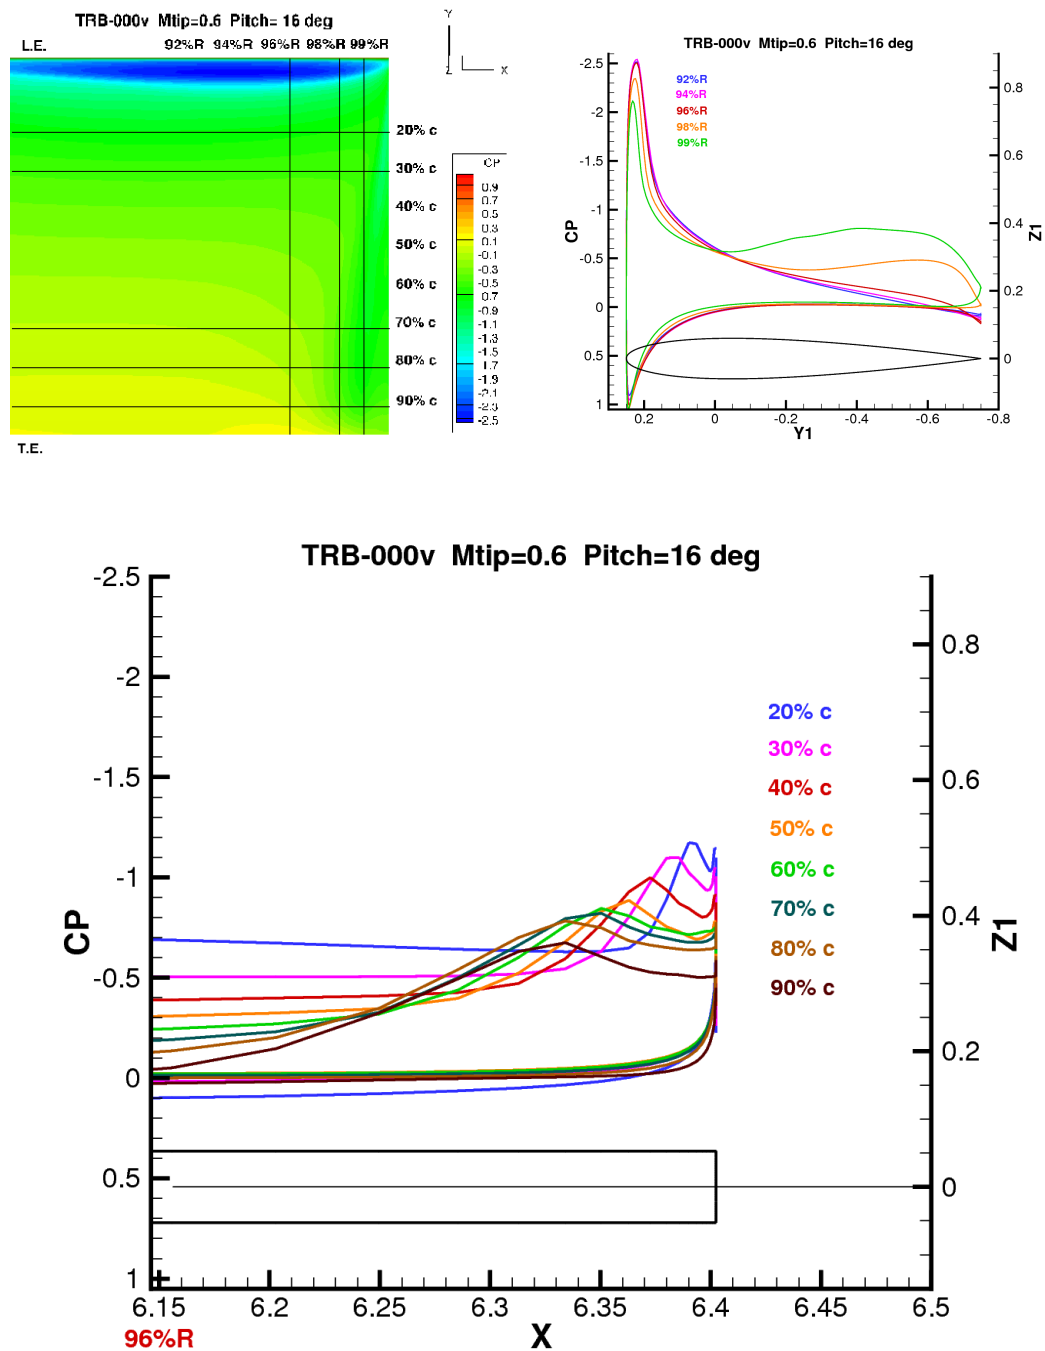 TRB-000v Mtip=0.6 Pitch= 16 deg
L.E.
92%R 94%R 96%R 98%R 99%R
20% c
30% c
40% c
50% c
60% c
70% c
80% c
90% c
T.E.
Y
Z X
CP
0.9
0.7
0.5
0.3
0.1
-0.1
-0.3
-0.5
-0.7
-0.9
-1.1
-1.3
-1.5
-1.7
-1.9
-2.1
-2.3
-2.5
TRB-000v Mtip=0.6 Pitch=16 deg
-2.5
-2
-1.5
-1
-0.5
0
0.5
1
CP
92%R
94%R
96%R
98%R
99%R
0.8
0.6
0.4
0.2
0
Z1
0.2 0 -0.2 -0.4 -0.6 -0.8
Y1
TRB-000v Mtip=0.6 Pitch=16 deg
-2.5
-2
-1.5
-1
-0.5
0
0.5
1
CP
20% c
30% c
40% c
50% c
60% c
70% c
80% c
90% c
0.8
0.6
0.4
0.2
0
Z1
6.15 6.2 6.25 6.3 6.35 6.4 6.45 6.5
96%R
X